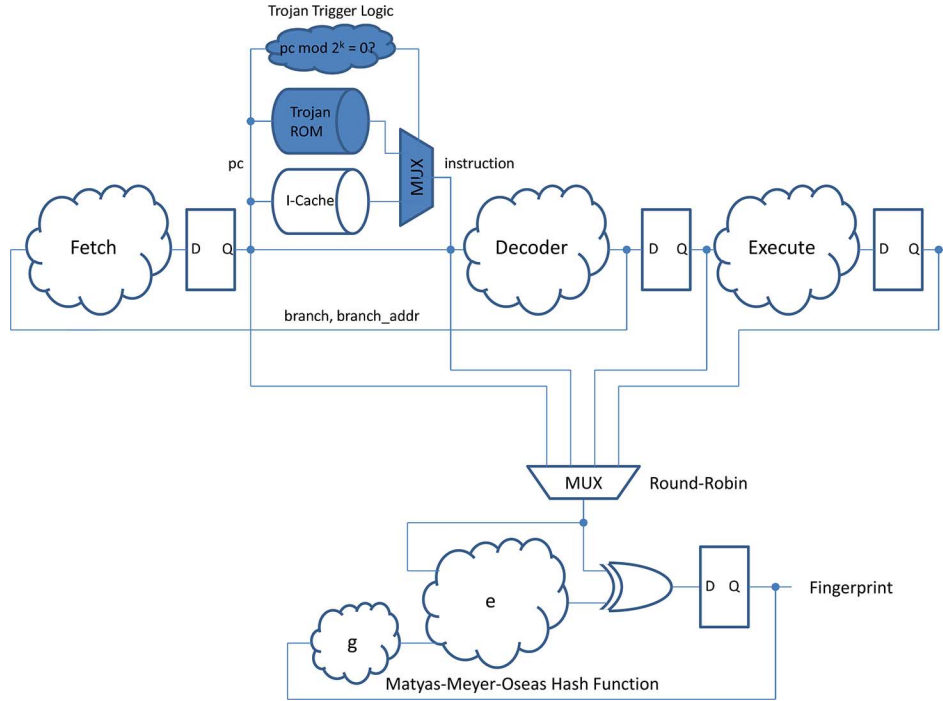 Trojan Trigger Logic
pc mod 2ᵏ = 0?
Trojan
ROM
pc
MUX
instruction
I-Cache
Fetch
D Q
Decoder
D Q
Execute
D Q
branch, branch_addr
MUX
Round-Robin
e
D Q
Fingerprint
g
Matyas-Meyer-Oseas Hash Function